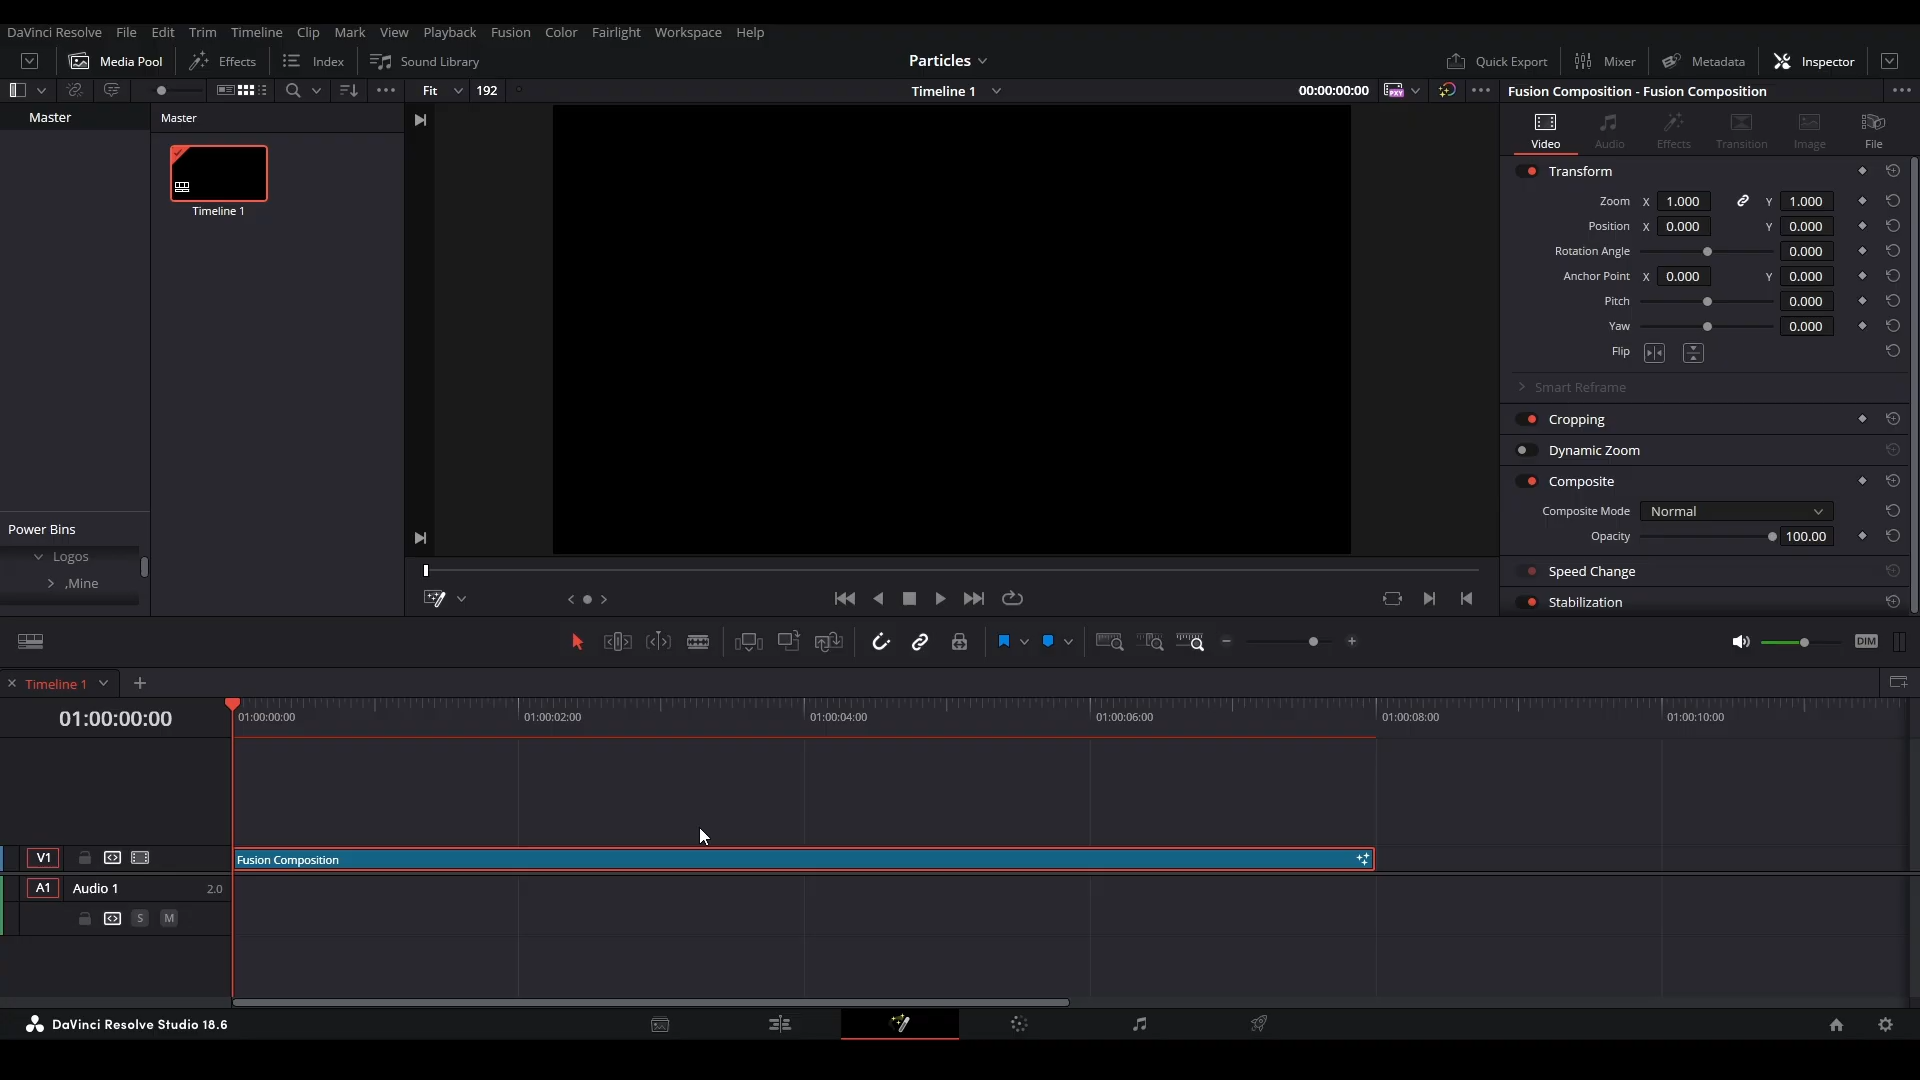 DaVinci Resolve File Edit Trim Timeline Clip Mark View Playback Fusion Color Fairlight Workspace Help
Media Pool Effects Index Sound Library Particles Quick Export Mixer Metadata Inspector
Fit 192 Timeline 1 00:00:00:00 PXY Fusion Composition - Fusion Composition
Master Master
Timeline 1
Power Bins
Logos
,Mine
Video Audio Effects Transition Image File
Transform
Zoom X 1.000 Y 1.000
Position X 0.000 Y 0.000
Rotation Angle 0.000
Anchor Point X 0.000 Y 0.000
Pitch 0.000
Yaw 0.000
Flip
Smart Reframe
Cropping
Dynamic Zoom
Composite
Composite Mode Normal
Opacity 100.00
Speed Change
Stabilization
DIM
Timeline 1
01:00:00:00 01:00:00:00 01:00:02:00 01:00:04:00 01:00:06:00 01:00:08:00 01:00:10:00
V1 Fusion Composition
A1 Audio 1 2.0
S M
DaVinci Resolve Studio 18.6